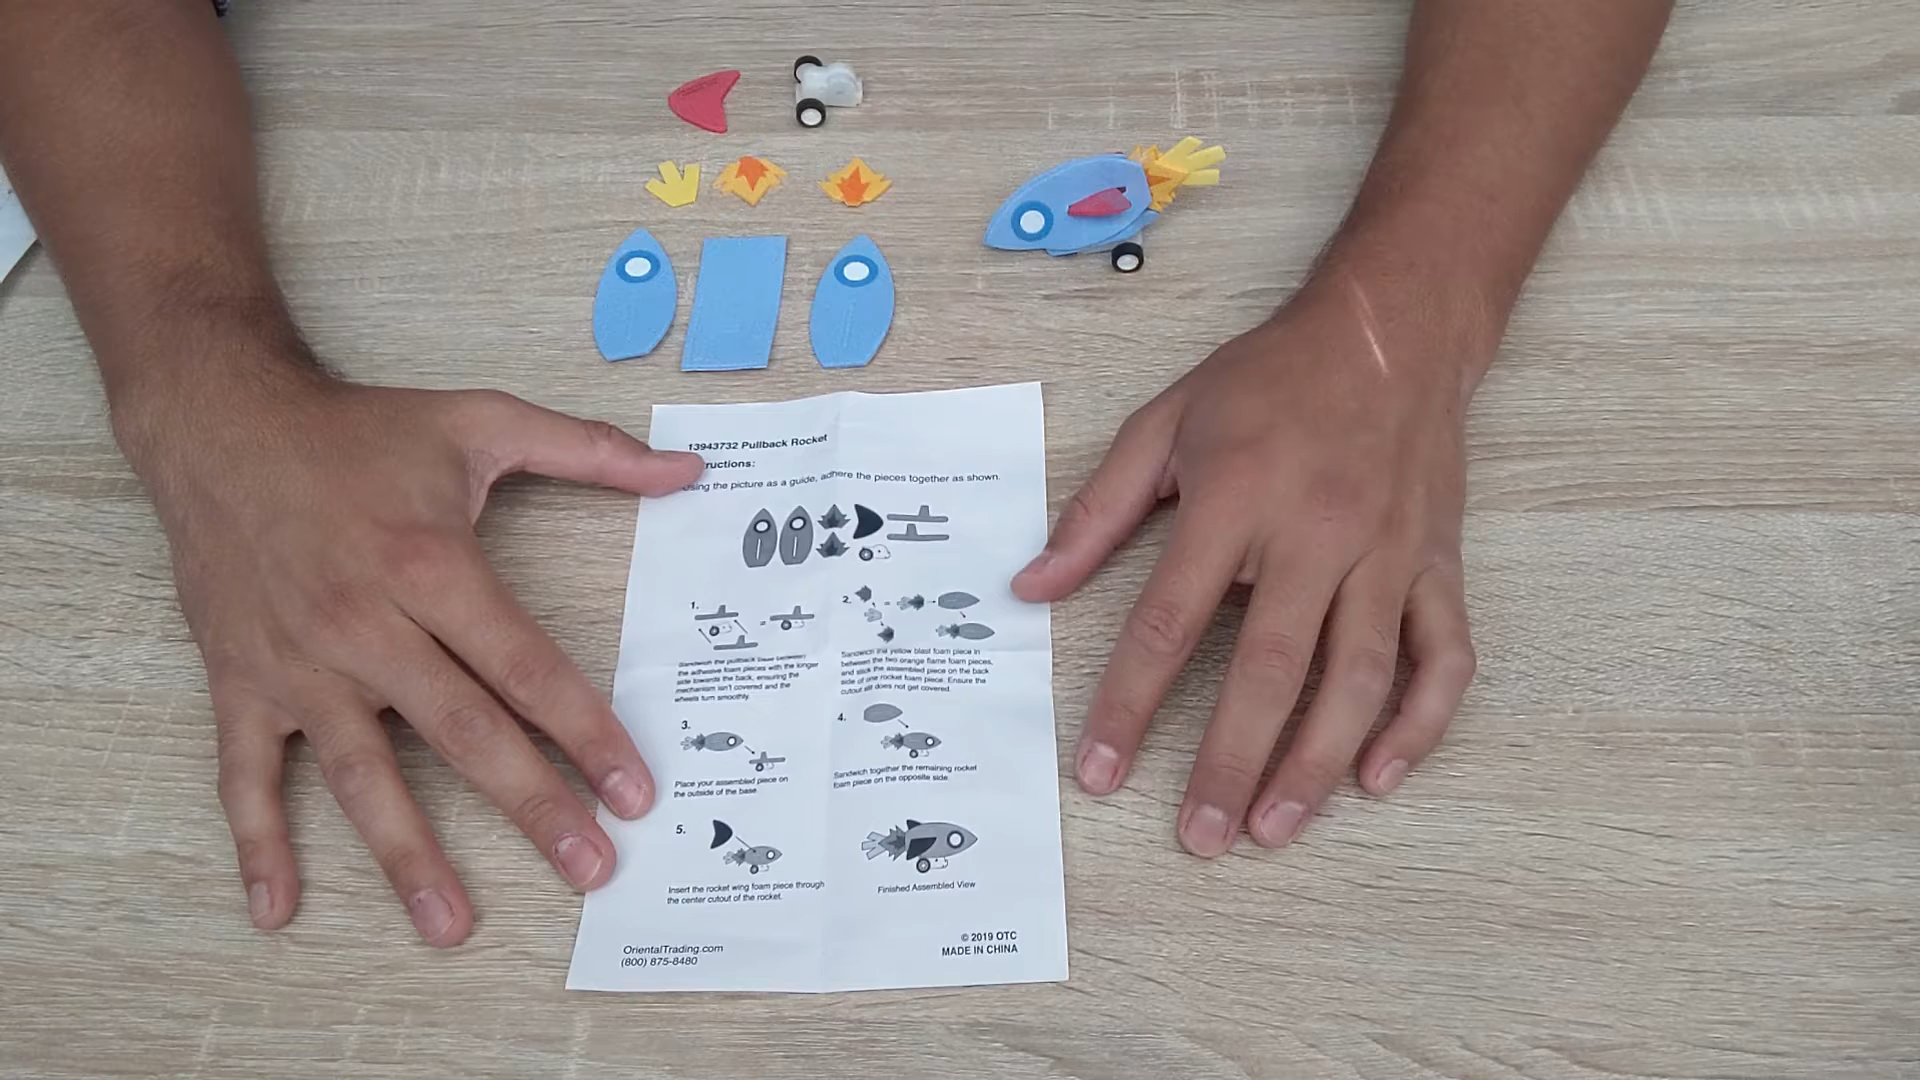 13943732 Pullback Rocket
ructions:
Using the picture as a guide, adhere the pieces together as shown.
1.
Sandwich the pullback base between
the adhesive foam pieces with the longer
side towards the back, ensuring the
mechanism isn't covered and the
wheels turn smoothly.
2.
Sandwich the yellow blast foam piece in
between the two orange flame foam pieces,
and stick the assembled piece on the back
side of one rocket foam piece. Ensure the
cutout slit does not get covered.
3.
Place your assembled piece on
the outside of the base.
4.
Sandwich together the remaining rocket
foam piece on the opposite side.
5.
Insert the rocket wing foam piece through
the center cutout of the rocket.
Finished Assembled View
OrientalTrading.com
(800) 875-8480
© 2019 OTC
MADE IN CHINA